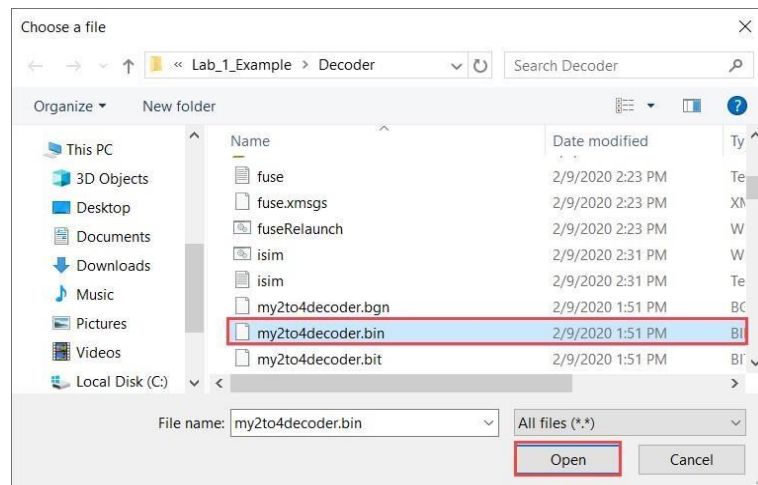 Choose a file
« Lab_1_Example > Decoder
Search Decoder
Organize
New folder
?
This PC
3D Objects
Desktop
Documents
Downloads
Music
Pictures
Videos
Local Disk (C:)
Name Date modified Ty
fuse 2/9/2020 2:23 PM Te
fuse.xmsgs 2/9/2020 2:23 PM
fuseRelaunch 2/9/2020 2:23 PM W
isim 2/9/2020 2:31 PM W
isim 2/9/2020 2:31 PM Te
my2to4decoder.bgn 2/9/2020 1:51 PM
my2to4decoder.bin 2/9/2020 1:51 PM
my2to4decoder.bit 2/9/2020 1:51 PM
File name: my2to4decoder.bin
All files (*.*)
Open
Cancel